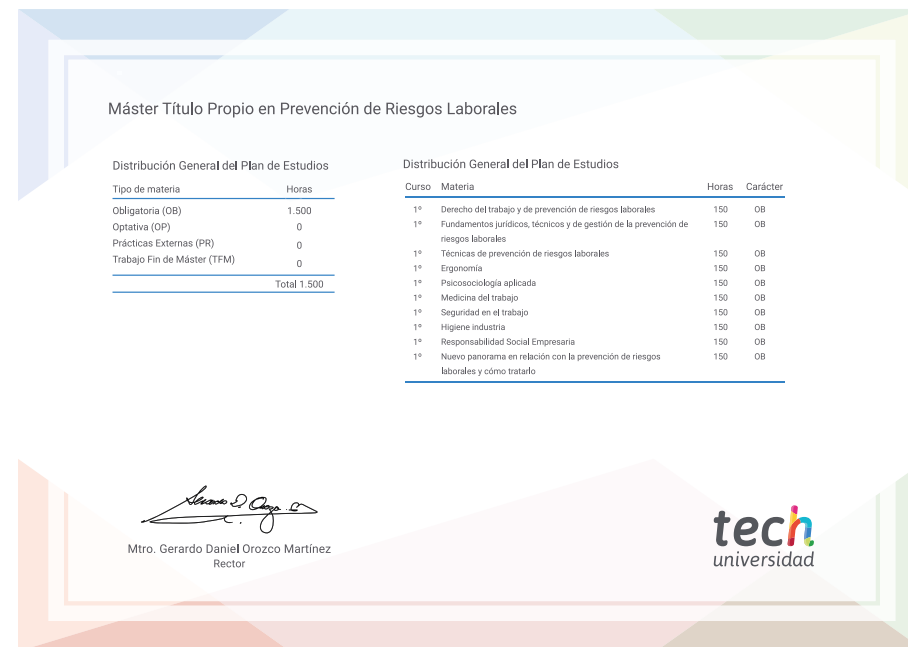 Máster Título Propio en Prevención de Riesgos Laborales
Distribución General del Plan de Estudios
Tipo de materia Horas
Obligatoria (OB) 1.500
Optativa (OP) 0
Prácticas Externas (PR) 0
Trabajo Fin de Máster (TFM) 0
Total 1.500
Distribución General del Plan de Estudios
Curso Materia Horas Carácter
1º Derecho del trabajo y de prevención de riesgos laborales 150 OB
1º Fundamentos jurídicos, técnicos y de gestión de la prevención de 150 OB
riesgos laborales
1º Técnicas de prevención de riesgos laborales 150 OB
1º Ergonomía 150 OB
1º Psicosociología aplicada 150 OB
1º Medicina del trabajo 150 OB
1º Seguridad en el trabajo 150 OB
1º Higiene industria 150 OB
1º Responsabilidad Social Empresaria 150 OB
1º Nuevo panorama en relación con la prevención de riesgos 150 OB
laborales y cómo tratarlo
Mtro. Gerardo Daniel Orozco Martínez
Rector
tech
universidad